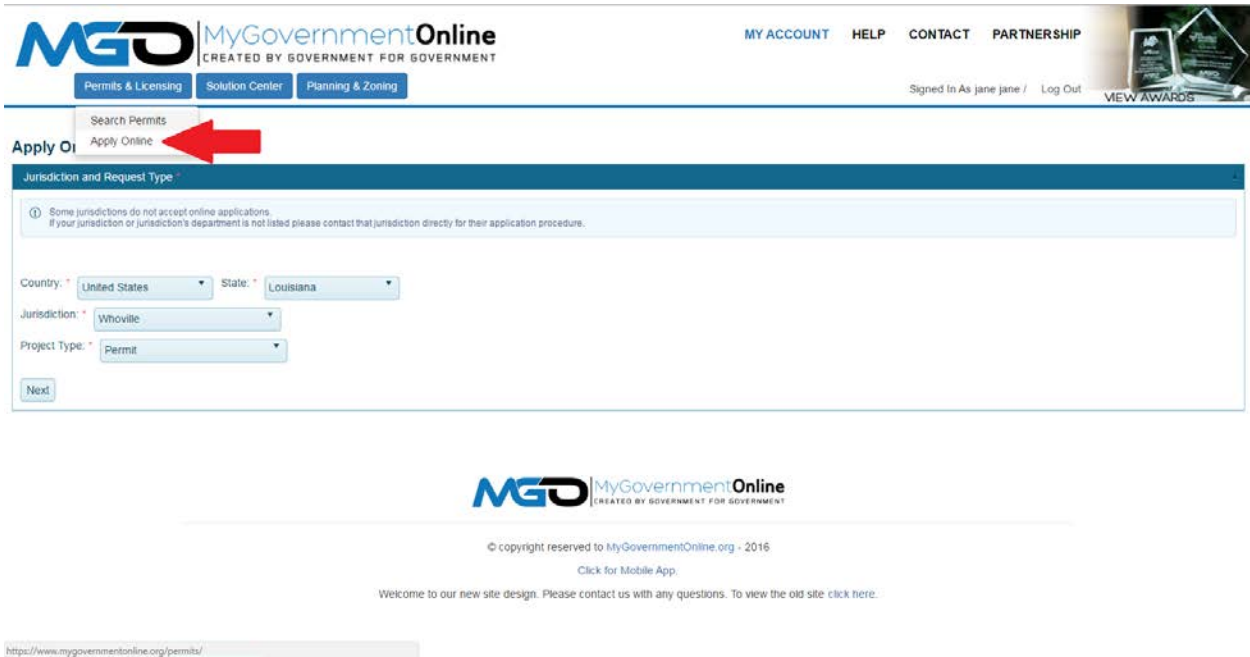 MGO MyGovernmentOnline
CREATED BY GOVERNMENT FOR GOVERNMENT
MY ACCOUNT HELP CONTACT PARTNERSHIP
Permits & Licensing Solution Center Planning & Zoning
Signed In As jane jane / Log Out
VIEW AWARDS
Search Permits
Apply Online
Apply On
Jurisdiction and Request Type *
Some jurisdictions do not accept online applications.
If your jurisdiction or jurisdiction's department is not listed please contact that jurisdiction directly for their application procedure.
Country: * United States State: * Louisiana
Jurisdiction: * Whoville
Project Type: * Permit
Next
MGO MyGovernmentOnline
CREATED BY GOVERNMENT FOR GOVERNMENT
© copyright reserved to MyGovernmentOnline.org - 2016
Click for Mobile App.
Welcome to our new site design. Please contact us with any questions. To view the old site click here.
https://www.mygovernmentonline.org/permits/